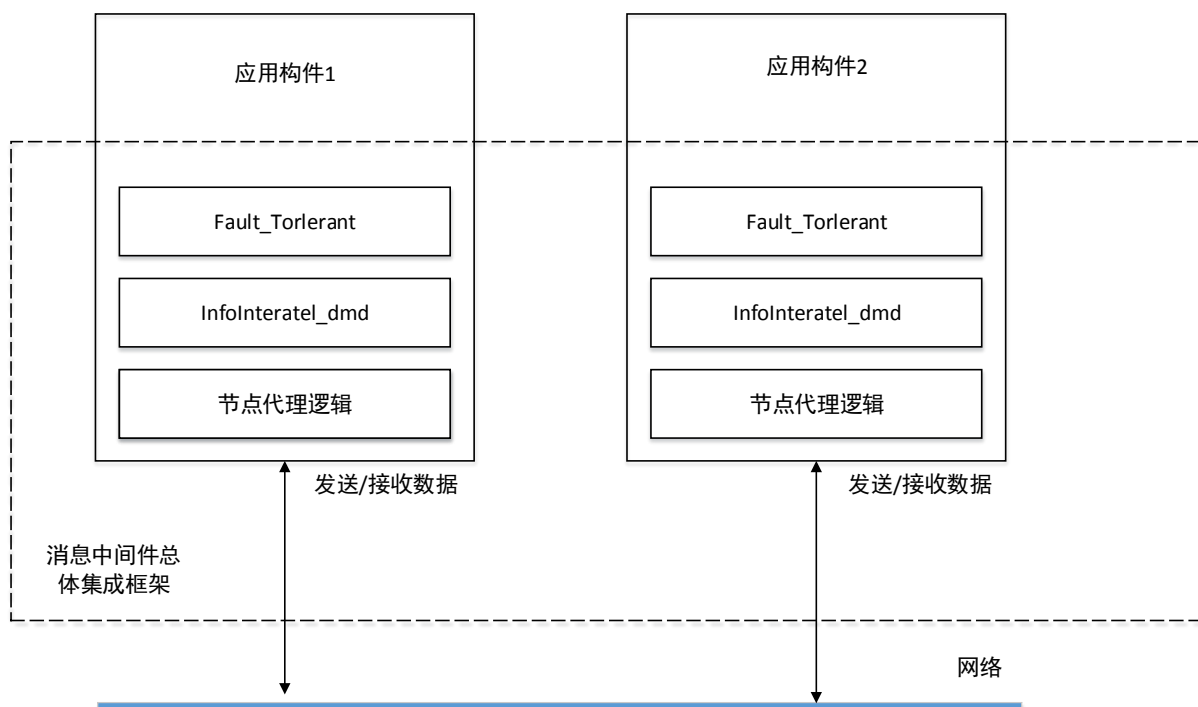 应用构件1
应用构件2
Fault_Torlerant
Fault_Torlerant
InfoInteratel_dmd
InfoInteratel_dmd
节点代理逻辑
节点代理逻辑
发送/接收数据
发送/接收数据
消息中间件总
体集成框架
网络